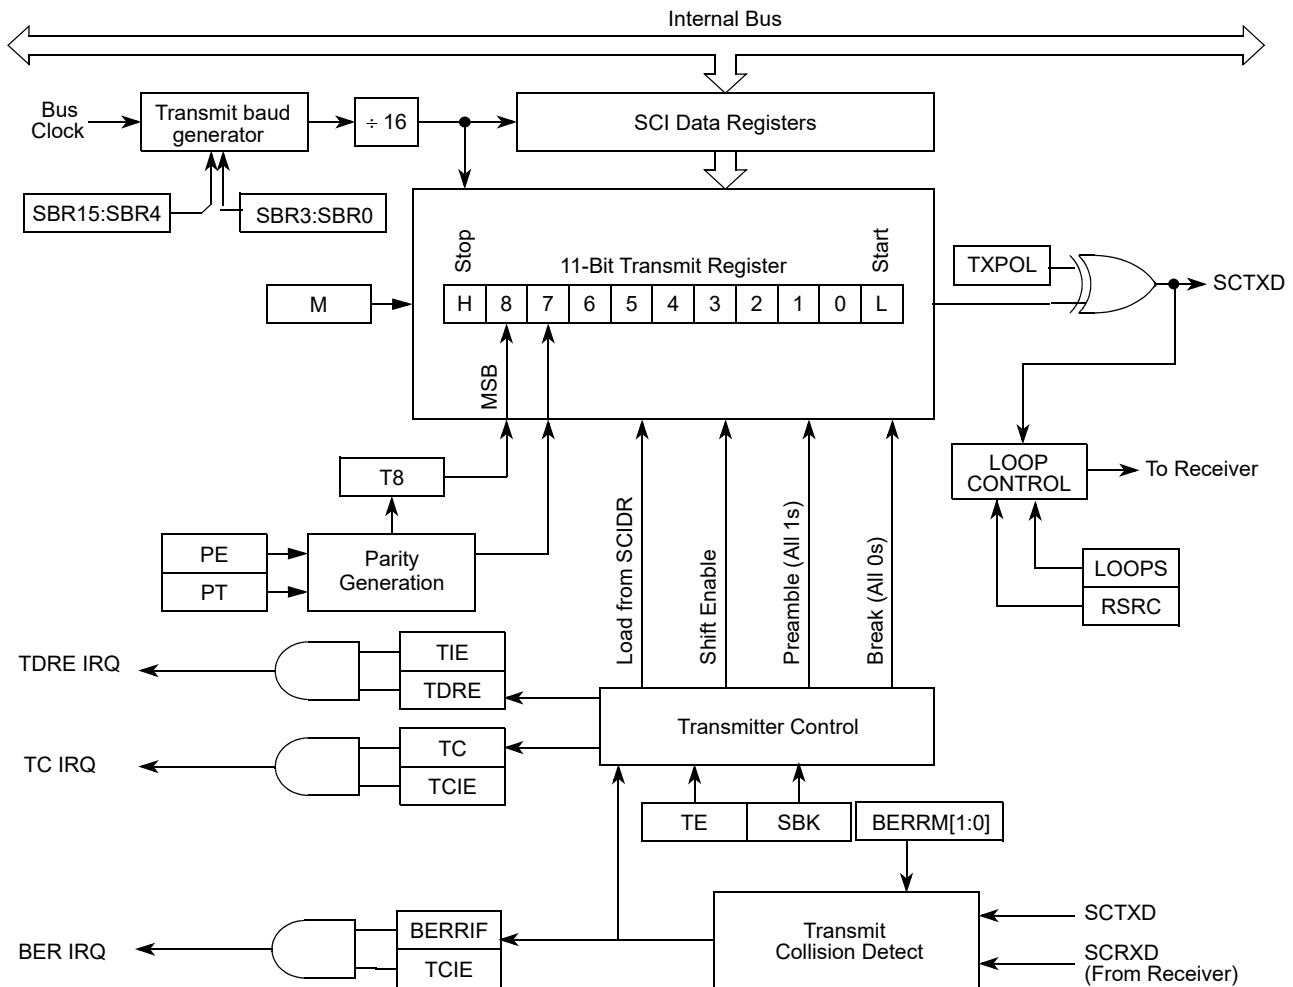 Internal Bus
Bus
Clock
Transmit baud
generator
÷ 16
SCI Data Registers
SBR15:SBR4
SBR3:SBR0
Stop
11-Bit Transmit Register
Start
H 8 7 6 5 4 3 2 1 0 L
M
TXPOL
SCTXD
MSB
T8
LOOP
CONTROL
To Receiver
PE
PT
Parity
Generation
Load from SCIDR
Shift Enable
Preamble (All 1s)
Break (All 0s)
LOOPS
RSRC
TDRE IRQ
TIE
TDRE
Transmitter Control
TC IRQ
TC
TCIE
TE
SBK
BERRM[1:0]
BER IRQ
BERRIF
TCIE
Transmit
Collision Detect
SCTXD
SCRXD
(From Receiver)